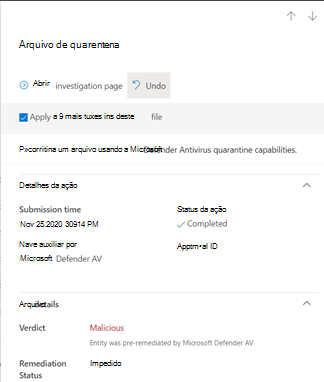 Arquivo de quarentena
Abrir investigation page Undo
Apply a 9 mais tuxes ins deste file
Pxcorritina um arquivo usando a Microsoft Defender Antivirus quarantine capabilities.
Detalhes da ação
Submission time
Status da ação
Nov 25,2020 30914 PM
Completed
Nave auxiliar por
Apptm•al ID
Microsoft Defender AV
Arquivo details
Verdict Malicious
Entity was pre-remediated by Microsoft Defender AV
Remediation Status Impedido